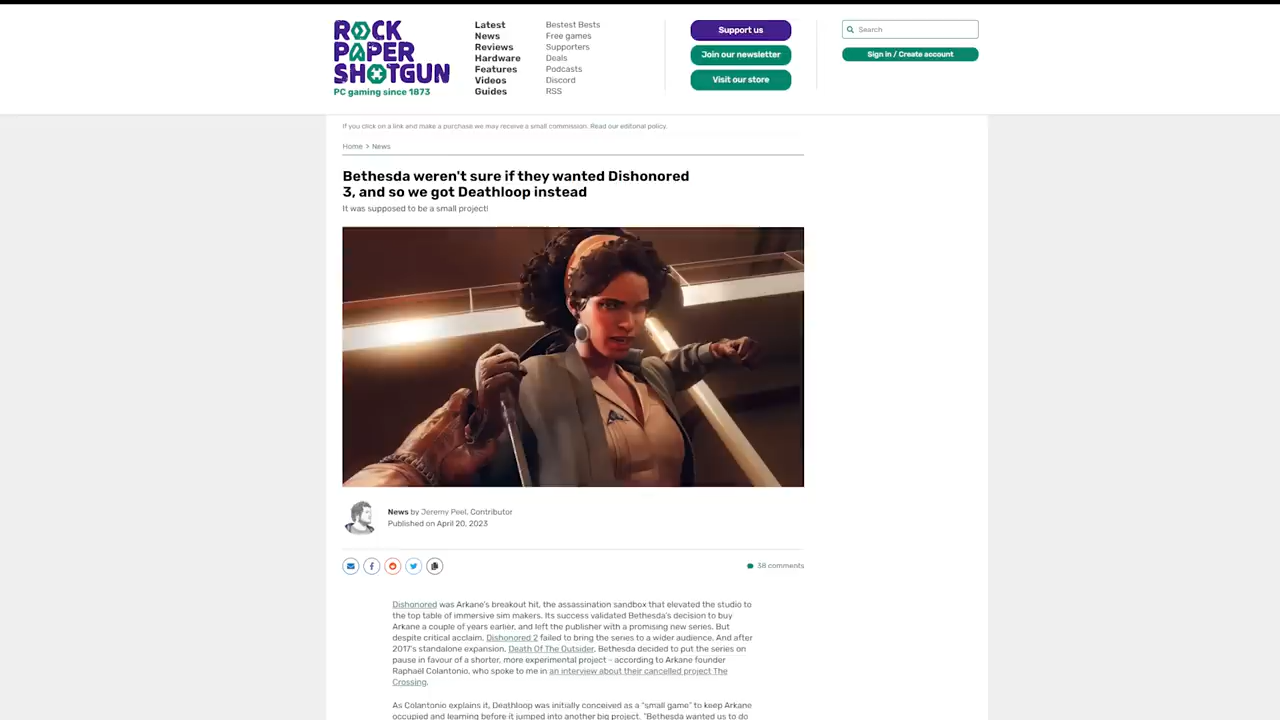 ROCK
PAPER
SHOTGUN
PC gaming since 1873
Latest
News
Reviews
Hardware
Features
Videos
Guides
Bestest Bests
Free games
Supporters
Deals
Podcasts
Discord
RSS
Support us
Join our newsletter
Visit our store
Search
Sign in / Create account
If you click on a link and make a purchase we may receive a small commission. Read our editorial policy.
Home > News
Bethesda weren't sure if they wanted Dishonored
3, and so we got Deathloop instead
It was supposed to be a small project!
News by Jeremy Peel, Contributor
Published on April 20, 2023
38 comments
Dishonored was Arkane's breakout hit, the assassination sandbox that elevated the studio to
the top table of immersive sim makers. Its success validated Bethesda's decision to buy
Arkane a couple of years earlier, and left the publisher with a promising new series. But
despite critical acclaim, Dishonored 2 failed to bring the series to a wider audience. And after
2017's standalone expansion, Death Of The Outsider, Bethesda decided to put the series on
pause in favour of a shorter, more experimental project - according to Arkane founder
Raphaël Colantonio, who spoke to me in an interview about their cancelled project The
Crossing.
As Colantonio explains it, Deathloop was initially conceived as a "small game" to keep Arkane
occupied and learning before it jumped into another big project. "Bethesda wanted us to do